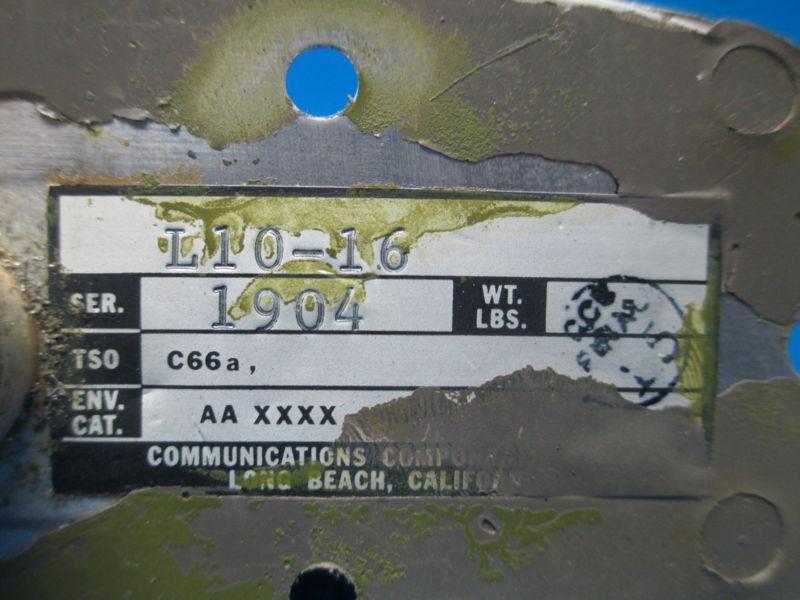 L10-16
SER. 1904 WT. LBS.
TSO C66a,
ENV. CAT. AA XXXX
COMMUNICATIONS
LONG BEACH,